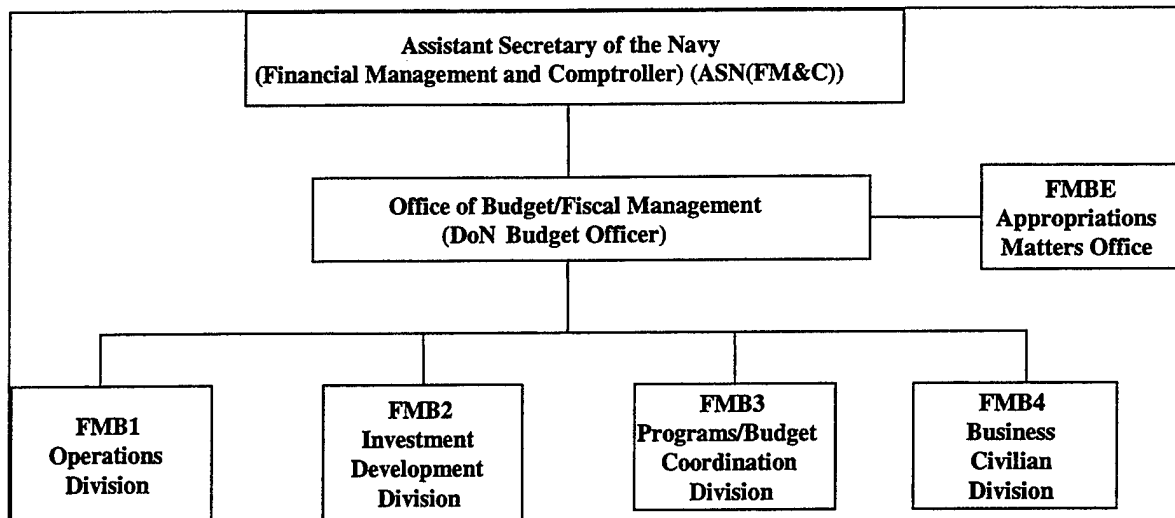 Assistant Secretary of the Navy
(Financial Management and Comptroller) (ASN(FM&C))
Office of Budget/Fiscal Management
(DoN Budget Officer)
FMBE
Appropriations
Matters Office
FMB1
Operations
Division
FMB2
Investment
Development
Division
FMB3
Programs/Budget
Coordination
Division
FMB4
Business
Civilian
Division